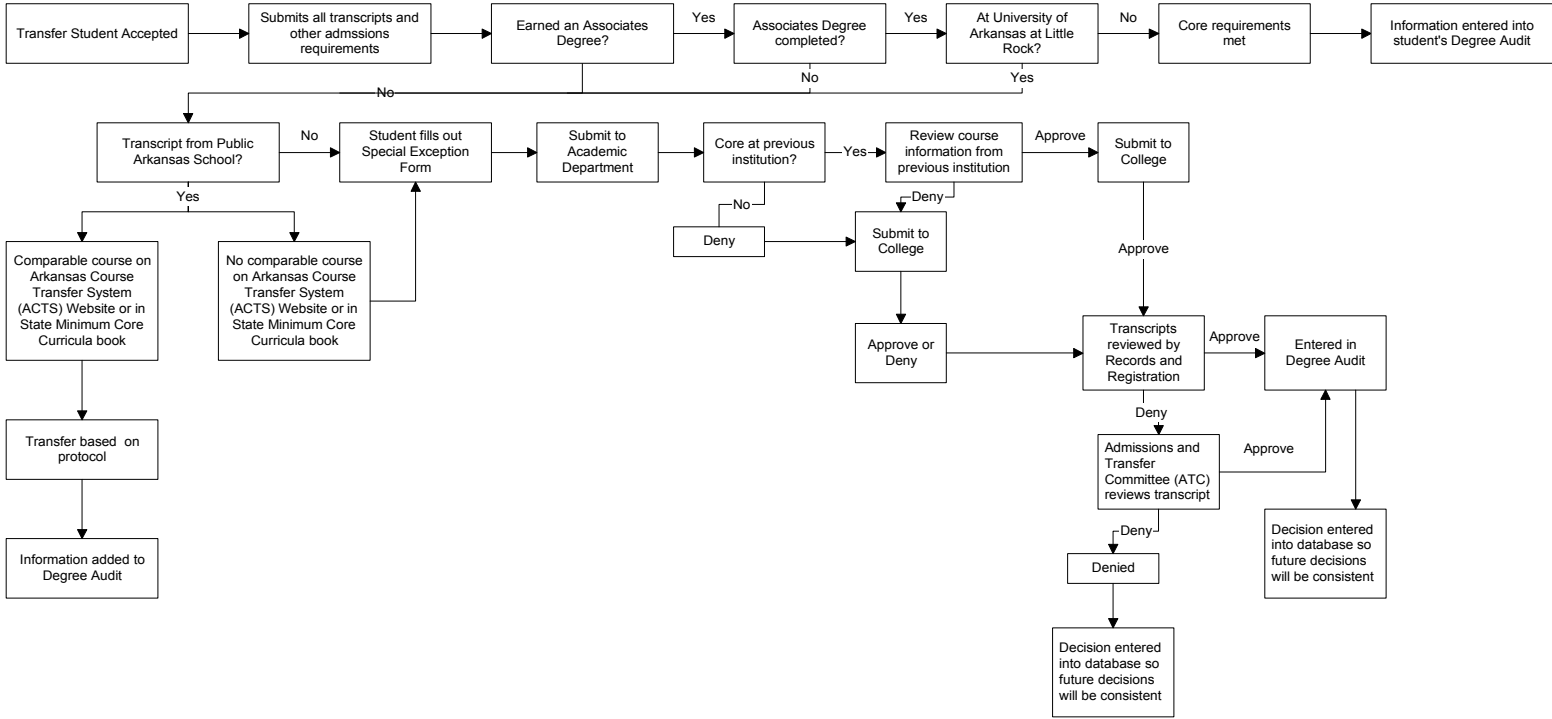 Transfer Student Accepted
Submits all transcripts and
other admssions
requirements
Earned an Associates
Degree?
Yes
Associates Degree
completed?
Yes
At University of
Arkansas at Little
Rock?
No
Core requirements
met
Information entered into
student's Degree Audit
No
No
Yes
Transcript from Public
Arkansas School?
No
Student fills out
Special Exception
Form
Submit to
Academic
Department
Core at previous
institution?
Yes
Review course
information from
previous institution
Approve
Submit to
College
Yes
No
Deny
Deny
Submit to
College
Approve
Comparable course on
Arkansas Course
Transfer System
(ACTS) Website or in
State Minimum Core
Curricula book
No comparable course
on Arkansas Course
Transfer System
(ACTS) Website or in
State Minimum Core
Curricula book
Approve or
Deny
Transcripts
reviewed by
Records and
Registration
Approve
Entered in
Degree Audit
Deny
Transfer based on
protocol
Admissions and
Transfer
Committee (ATC)
reviews transcript
Approve
Deny
Information added to
Degree Audit
Denied
Decision entered
into database so
future decisions
will be consistent
Decision entered
into database so
future decisions
will be consistent